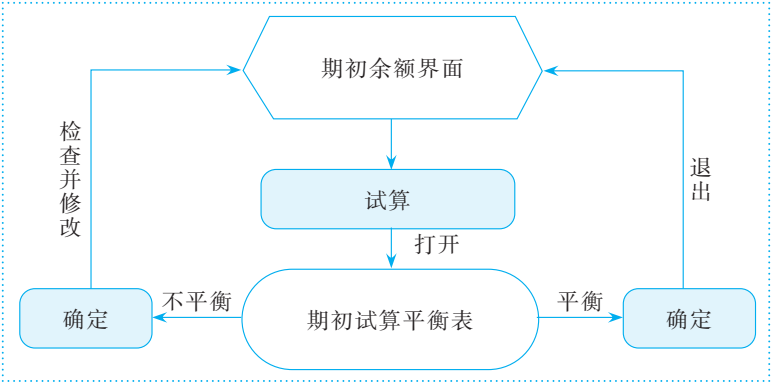 期初余额界面
检查并修改
退出
试算
打开
不平衡
平衡
确定
期初试算平衡表
确定